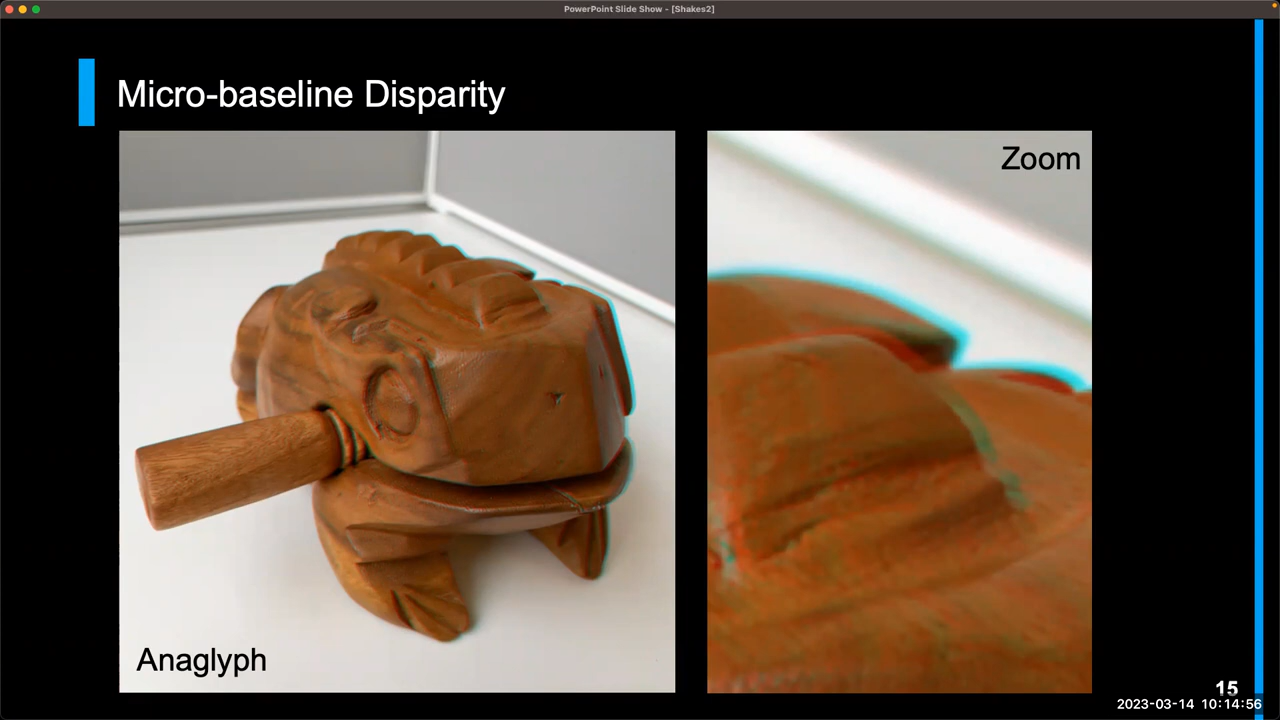 PowerPoint Slide Show - [Shakes2]
Micro-baseline Disparity
Zoom
Anaglyph
15
2023-03-14 10:14:56